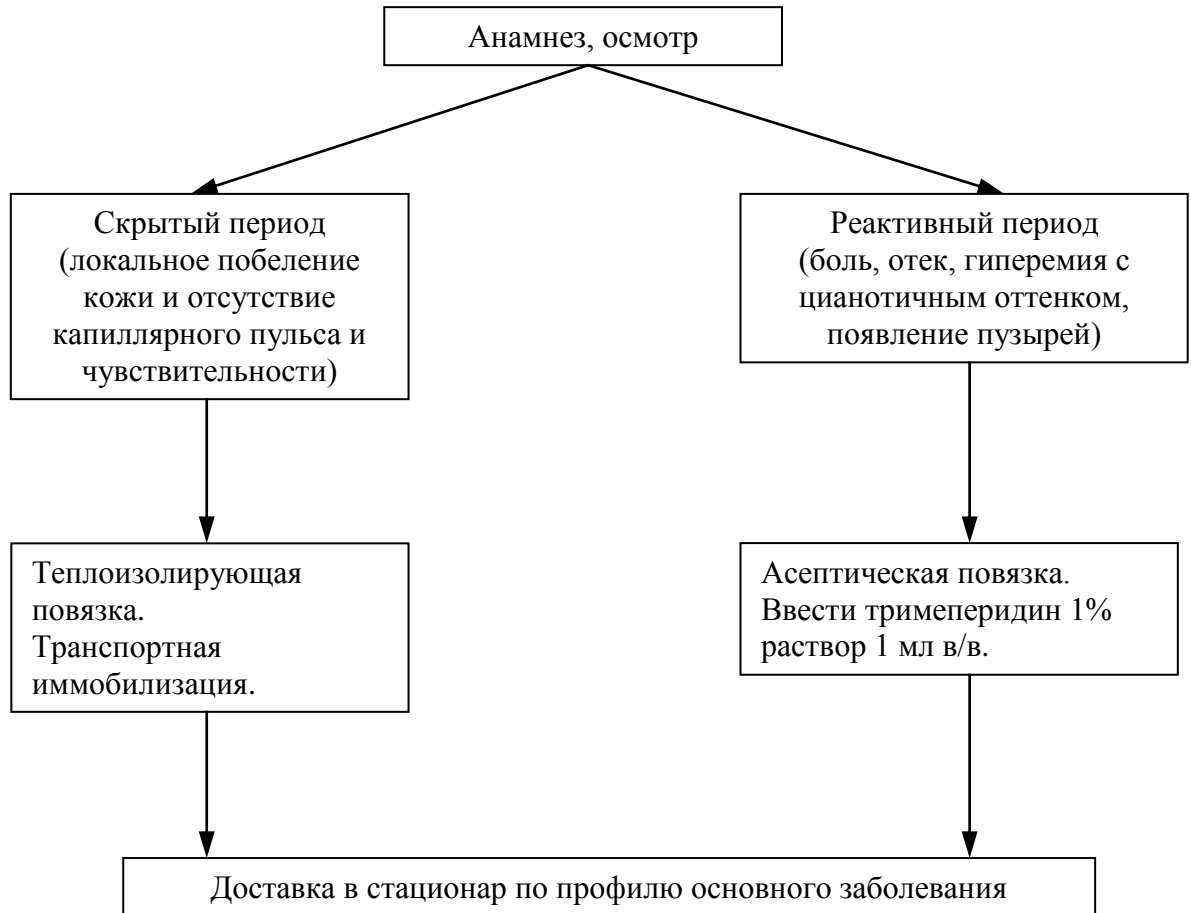 Анамнез, осмотр
Скрытый период
(локальное побеление
кожи и отсутствие
капиллярного пульса и
чувствительности)
Реактивный период
(боль, отек, гиперемия с
цианотичным оттенком,
появление пузырей)
Теплоизолирующая
повязка.
Транспортная
иммобилизация.
Асептическая повязка.
Ввести тримеперидин 1%
раствор 1 мл в/в.
Доставка в стационар по профилю основного заболевания